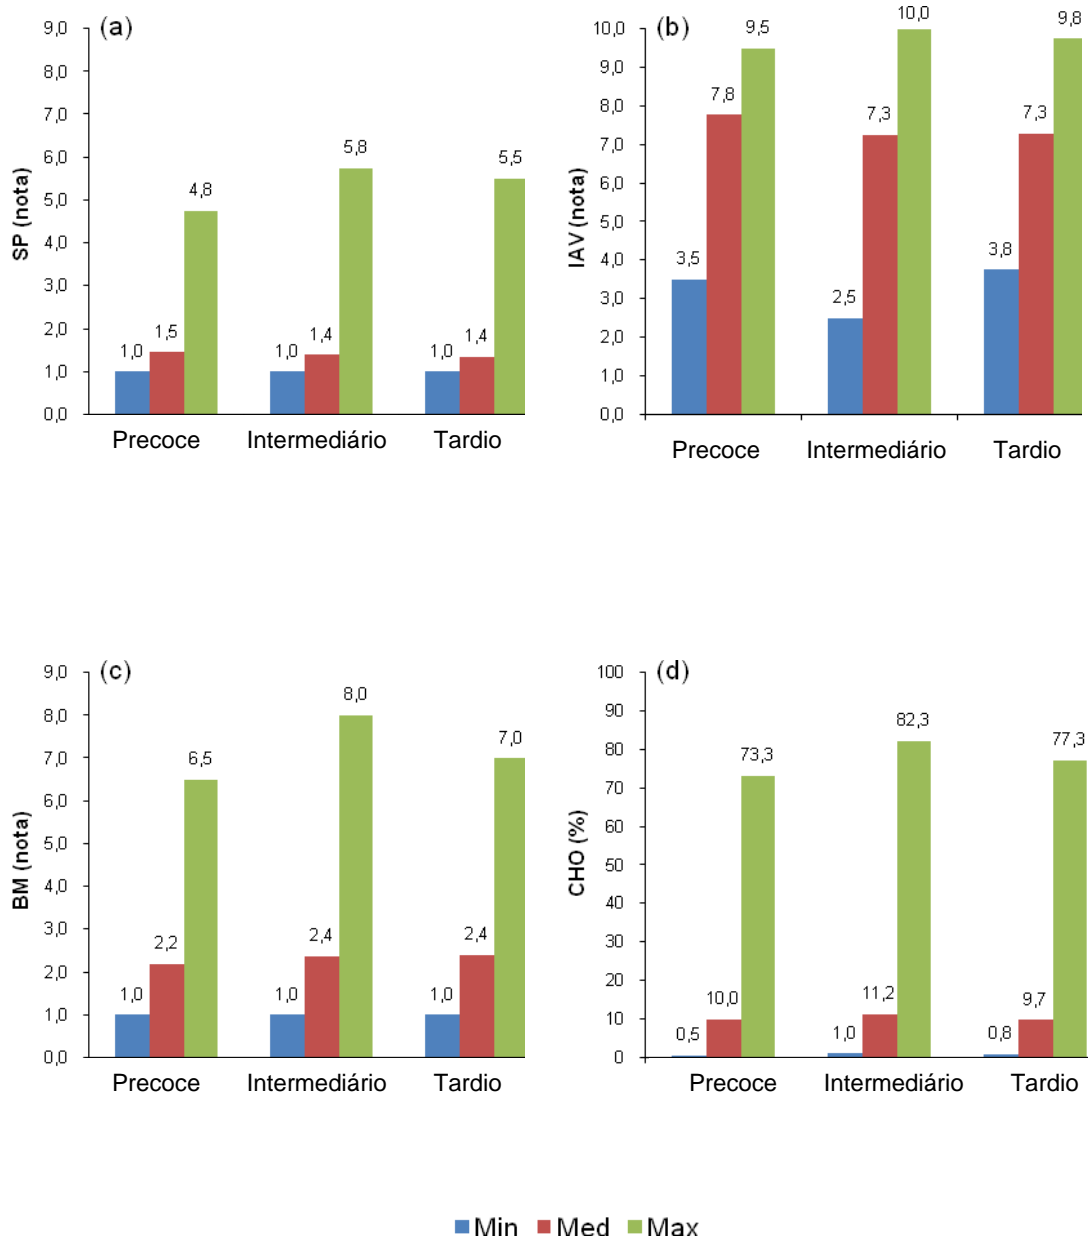 (a)
SP (nota)
9,0
8,0
7,0
6,0
5,0
4,0
3,0
2,0
1,0
0,0
1,0 1,5 4,8
1,0 1,4 5,8
1,0 1,4 5,5
Precoce Intermediário Tardio
(b)
IAV (nota)
10,0
9,0
8,0
7,0
6,0
5,0
4,0
3,0
2,0
1,0
0,0
3,5 7,8 9,5
2,5 7,3 10,0
3,8 7,3 9,8
Precoce Intermediário Tardio
(c)
BM (nota)
9,0
8,0
7,0
6,0
5,0
4,0
3,0
2,0
1,0
0,0
1,0 2,2 6,5
1,0 2,4 8,0
1,0 2,4 7,0
Precoce Intermediário Tardio
(d)
CHO (%)
100
90
80
70
60
50
40
30
20
10
0
0,5 10,0 73,3
1,0 11,2 82,3
0,8 9,7 77,3
Precoce Intermediário Tardio
Min Med Max